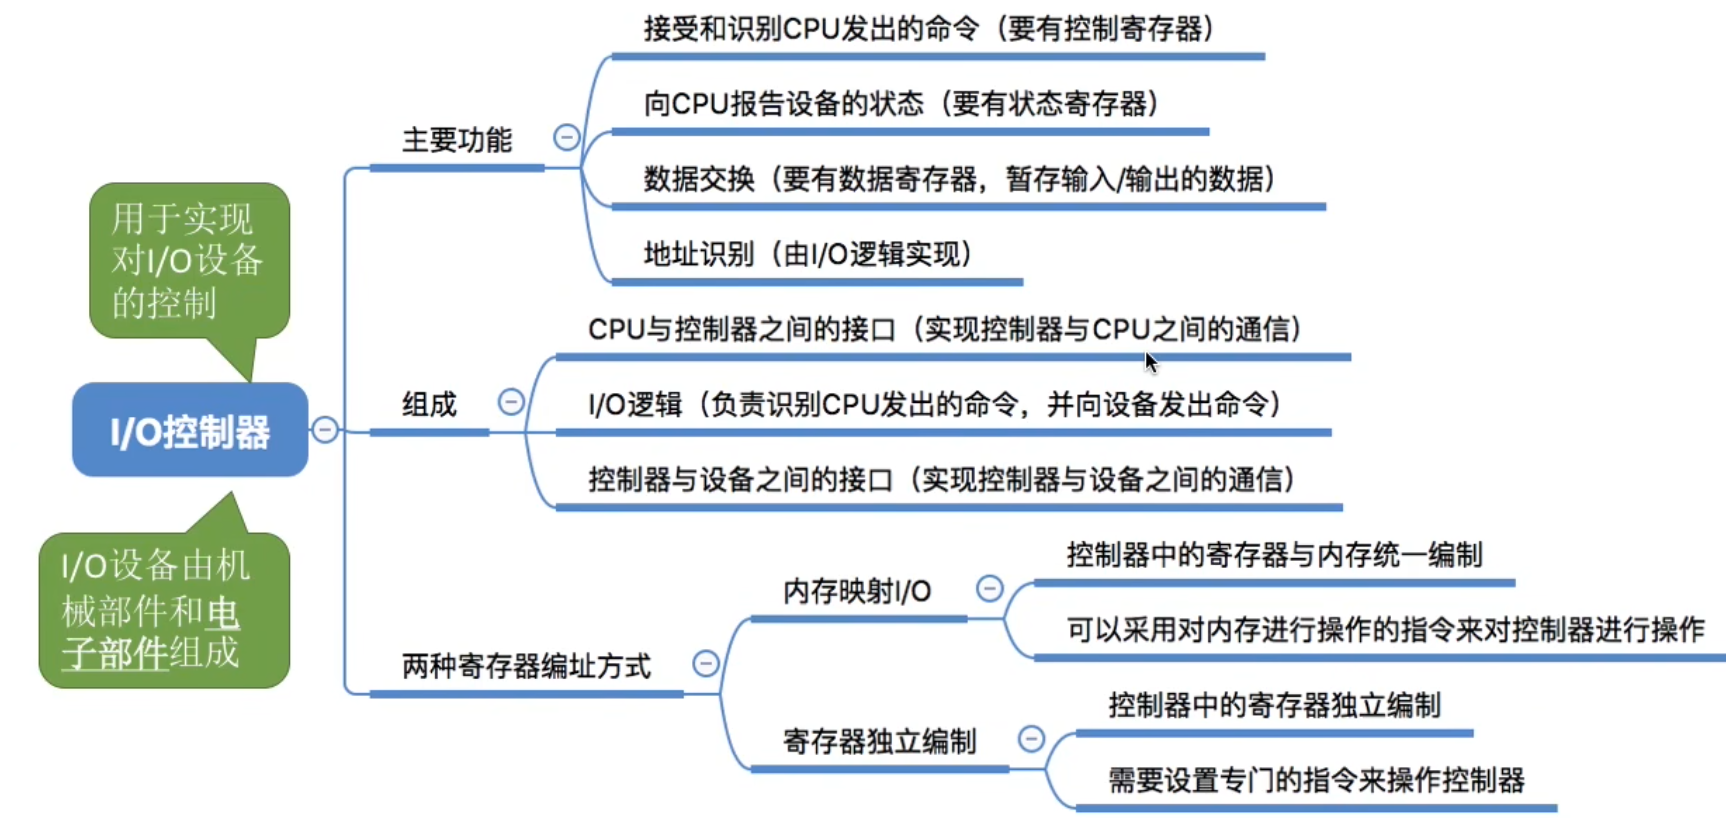 接受和识别CPU发出的命令（要有控制寄存器）
向CPU报告设备的状态（要有状态寄存器）
主要功能
数据交换（要有数据寄存器，暂存输入/输出的数据）
地址识别（由I/O逻辑实现）
用于实现
对I/O设备
的控制
CPU与控制器之间的接口（实现控制器与CPU之间的通信）
组成
I/O逻辑（负责识别CPU发出的命令，并向设备发出命令）
I/O控制器
控制器与设备之间的接口（实现控制器与设备之间的通信）
I/O设备由机
械部件和电
子部件组成
控制器中的寄存器与内存统一编制
内存映射I/O
可以采用对内存进行操作的指令来对控制器进行操作
两种寄存器编址方式
控制器中的寄存器独立编制
寄存器独立编制
需要设置专门的指令来操作控制器